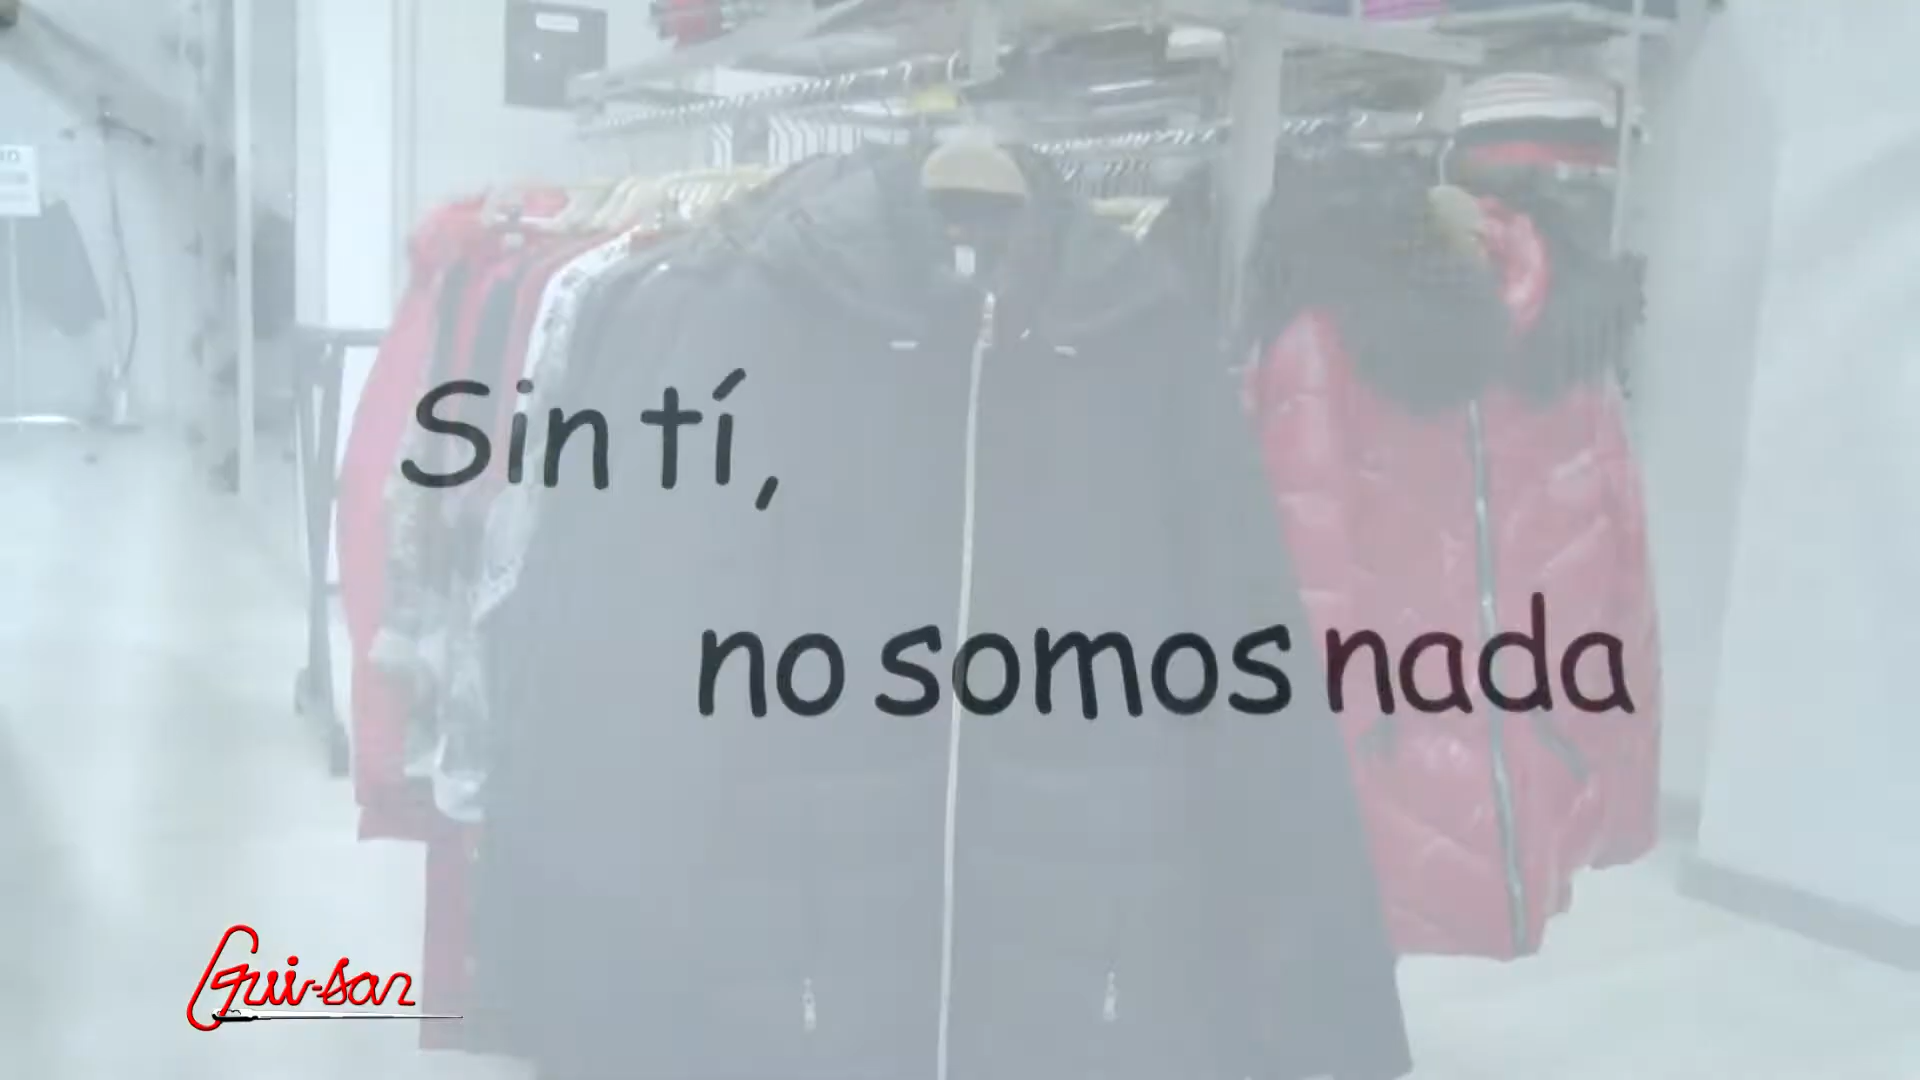 Sin tí,
no somos nada
Gui-san